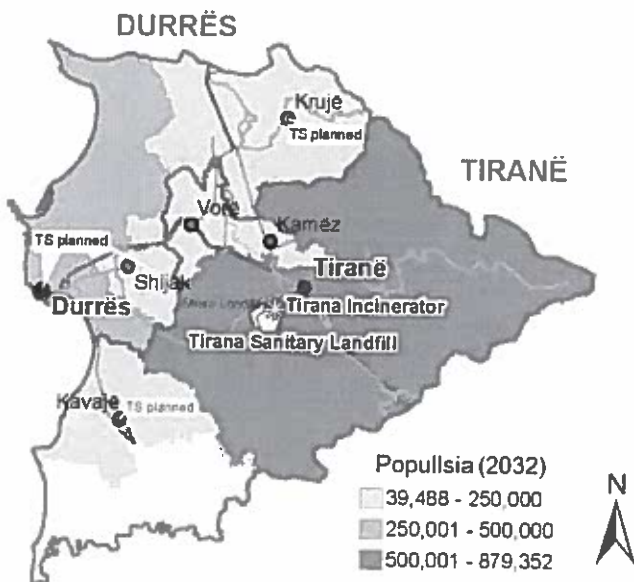 DURRËS
Krujë
TS planned
TIRANË
Vorë
Kamëz
TS planned
Shijak
Tiranë
Durrës
Tirana Incinerator
Tirana Sanitary Landfill
Kavajë
TS planned
Popullsia (2032)
39,488 - 250,000
250,001 - 500,000
500,001 - 879,352
N